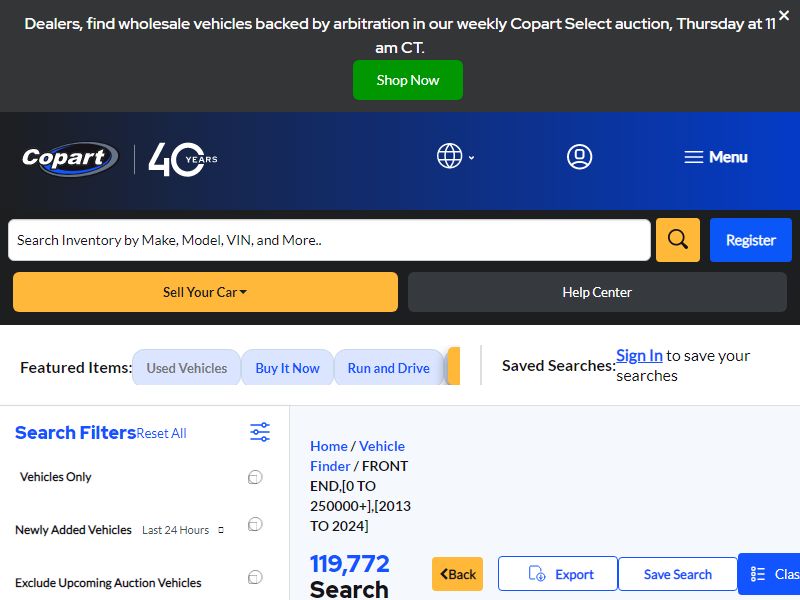 Dealers, find wholesale vehicles backed by arbitration in our weekly Copart Select auction, Thursday at 11
am CT.
Shop Now
Copart
40 YEARS
Menu
Search Inventory by Make, Model, VIN, and More..
Register
Sell Your Car
Help Center
Featured Items:
Used Vehicles
Buy It Now
Run and Drive
Saved Searches:
Sign In to save your
searches
Search Filters
Reset All
Vehicles Only
Newly Added Vehicles
Last 24 Hours
Exclude Upcoming Auction Vehicles
Home / Vehicle
Finder / FRONT
END,[0 TO
250000+],[2013
TO 2024]
119,772
Search
Back
Export
Save Search
Clas